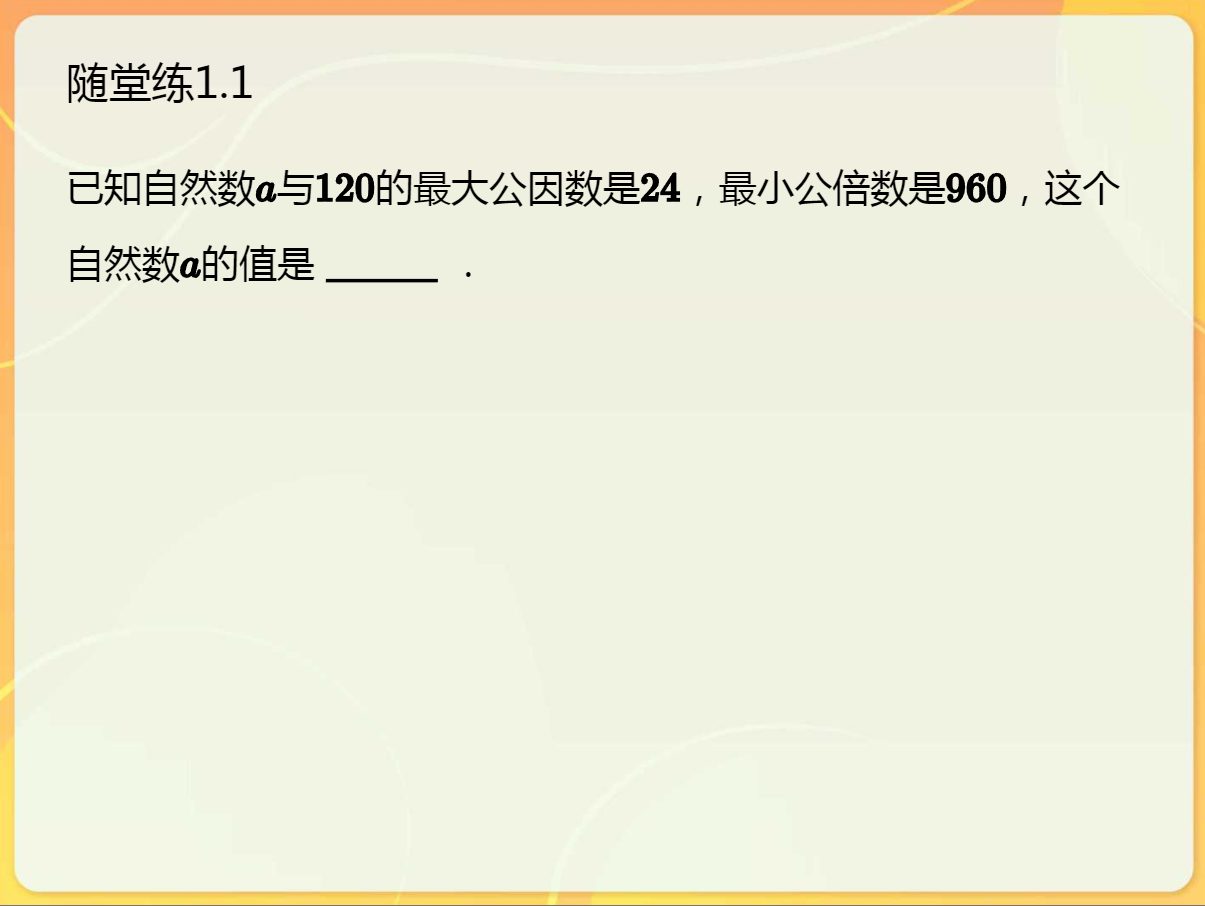 随堂练1.1
已知自然数a与120的最大公因数是24，最小公倍数是960，这个
自然数a的值是 ______ .